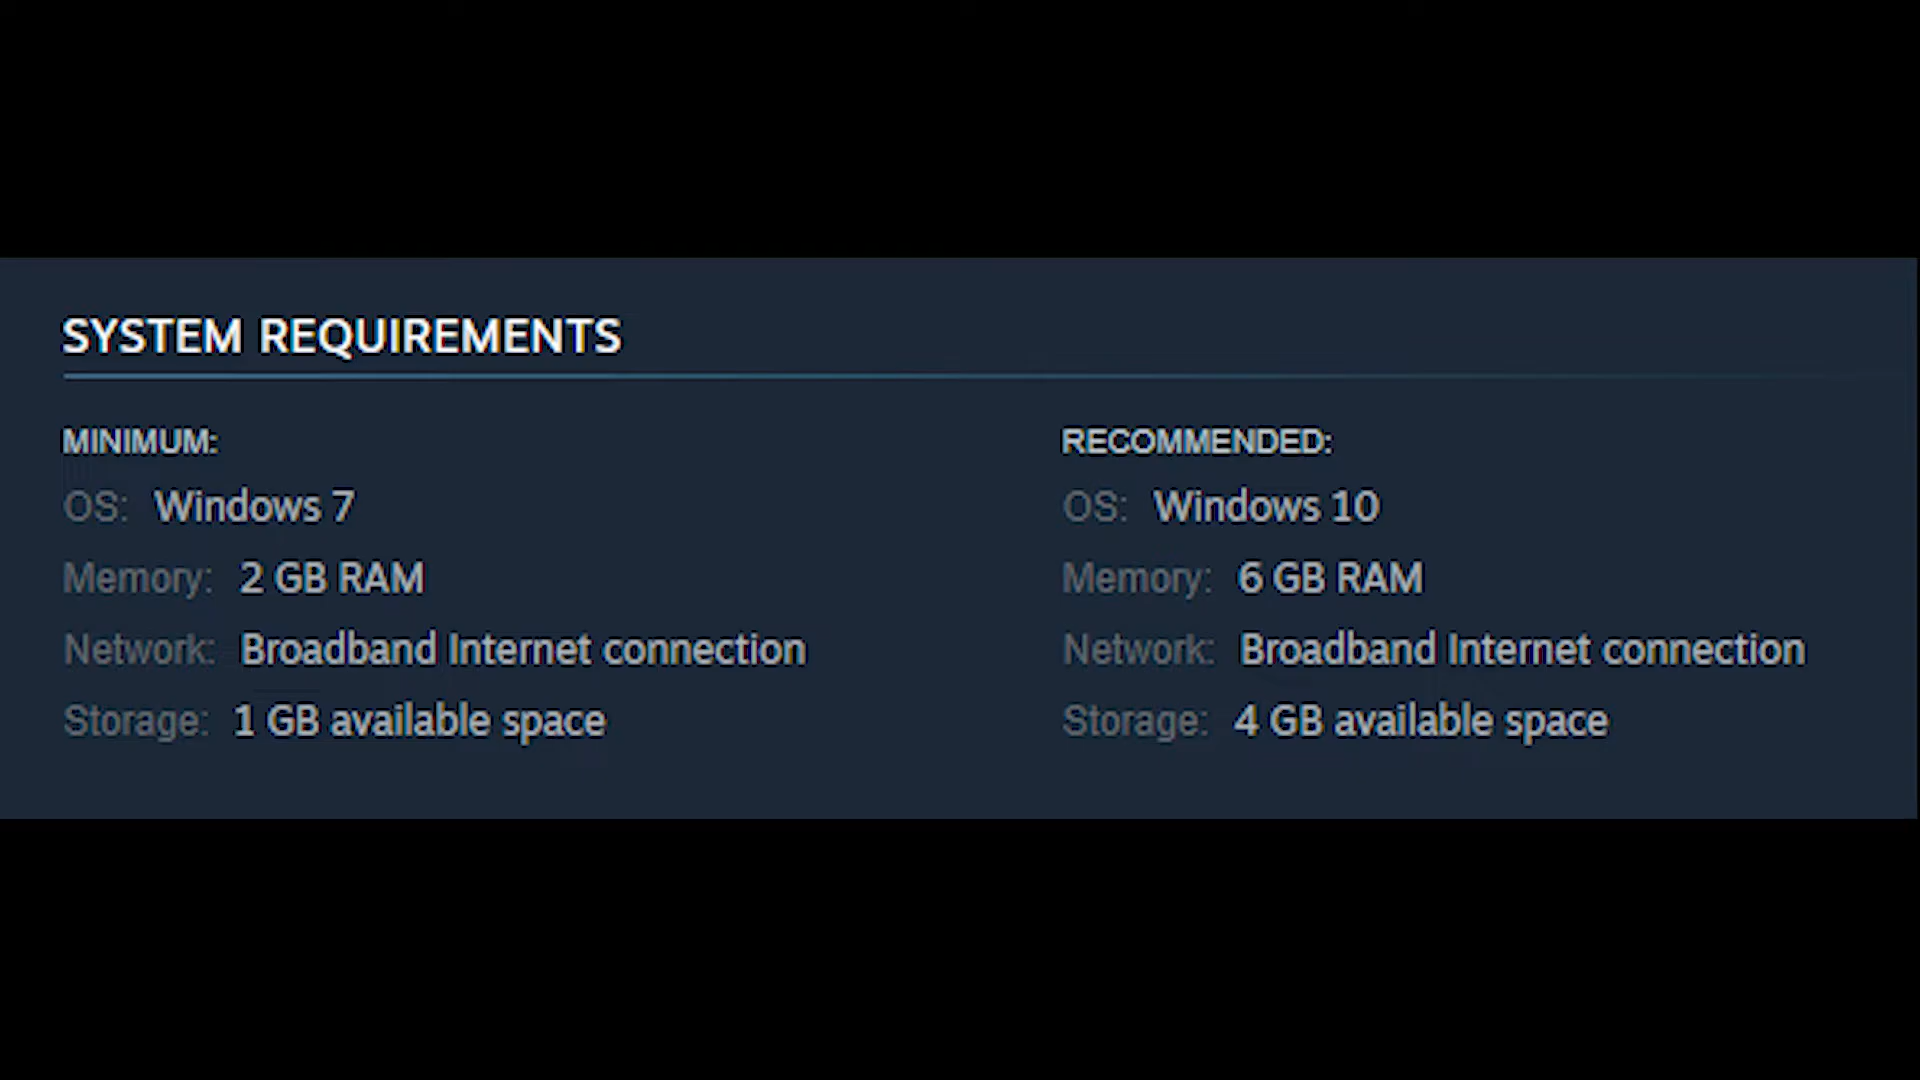 SYSTEM REQUIREMENTS
MINIMUM:
OS: Windows 7
Memory: 2 GB RAM
Network: Broadband Internet connection
Storage: 1 GB available space
RECOMMENDED:
OS: Windows 10
Memory: 6 GB RAM
Network: Broadband Internet connection
Storage: 4 GB available space